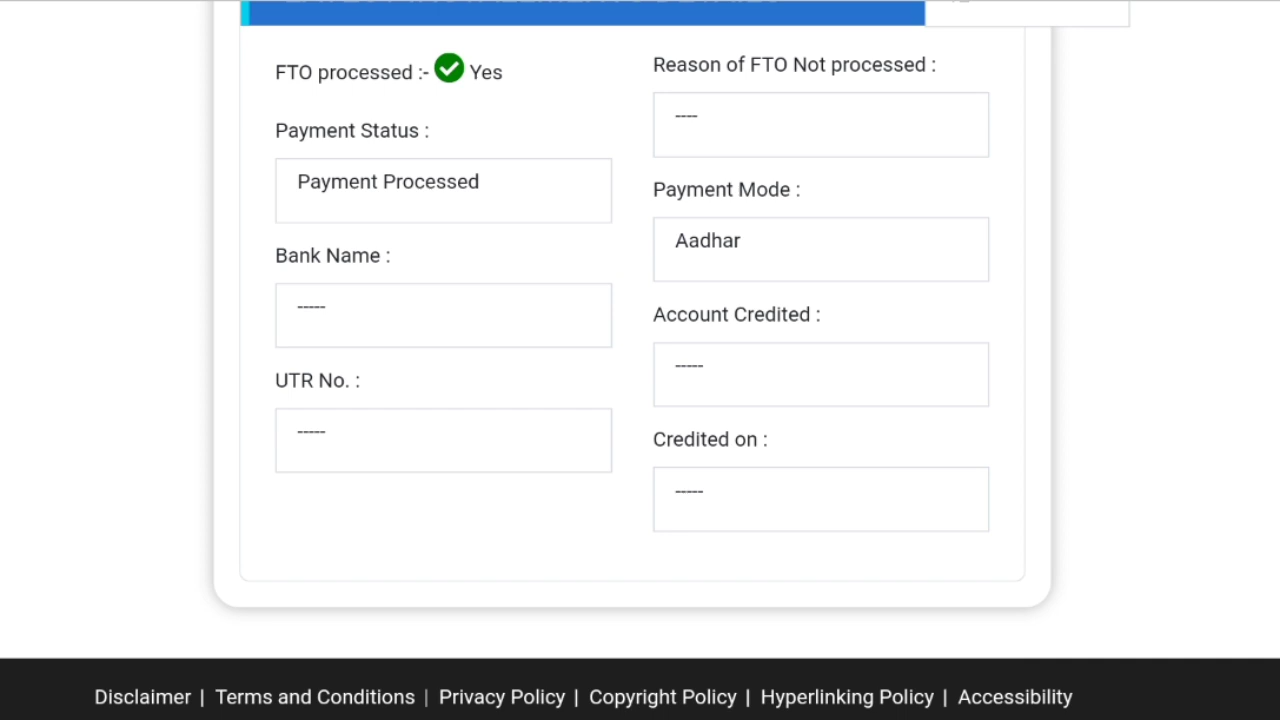 FTO processed :- Yes
Payment Status :
Payment Processed
Bank Name :
-----
UTR No. :
-----
Reason of FTO Not processed :
----
Payment Mode :
Aadhar
Account Credited :
-----
Credited on :
-----
Disclaimer | Terms and Conditions | Privacy Policy | Copyright Policy | Hyperlinking Policy | Accessibility